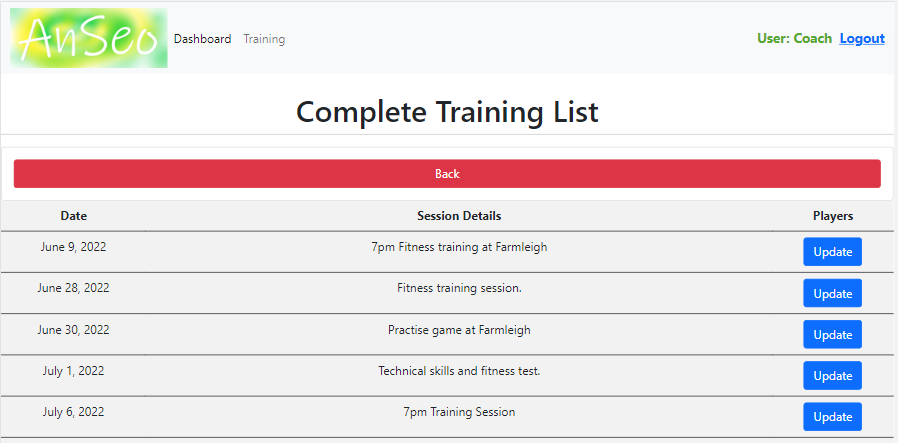 AnSeo Dashboard Training User: Coach Logout
Complete Training List
Back
Date Session Details Players
June 9, 2022 7pm Fitness training at Farmleigh Update
June 28, 2022 Fitness training session. Update
June 30, 2022 Practise game at Farmleigh Update
July 1, 2022 Technical skills and fitness test. Update
July 6, 2022 7pm Training Session Update